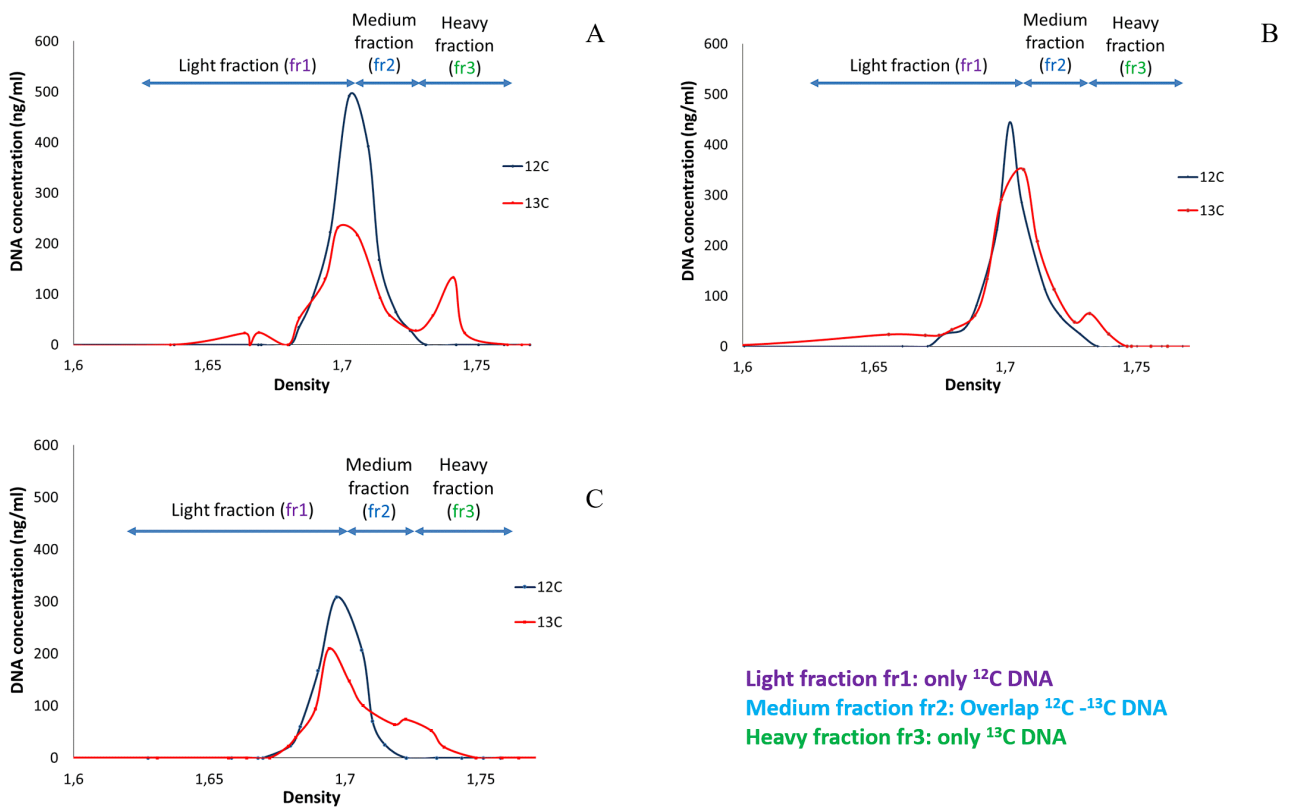 Medium
fraction
(fr2)
Heavy
fraction
(fr3)
A
Light fraction (fr1)
600
500
400
300
200
100
0
DNA concentration (ng/ml)
12C
13C
1,6
1,65
1,7
1,75
Density
Medium
fraction
(fr2)
Heavy
fraction
(fr3)
B
Light fraction (fr1)
600
500
400
300
200
100
0
DNA concentration (ng/ml)
12C
13C
1,6
1,65
1,7
1,75
Density
Medium
fraction
(fr2)
Heavy
fraction
(fr3)
C
Light fraction (fr1)
600
500
400
300
200
100
0
DNA concentration (ng/ml)
12C
13C
1,6
1,65
1,7
1,75
Density
Light fraction fr1: only ¹²C DNA
Medium fraction fr2: Overlap ¹²C -¹³C DNA
Heavy fraction fr3: only ¹³C DNA